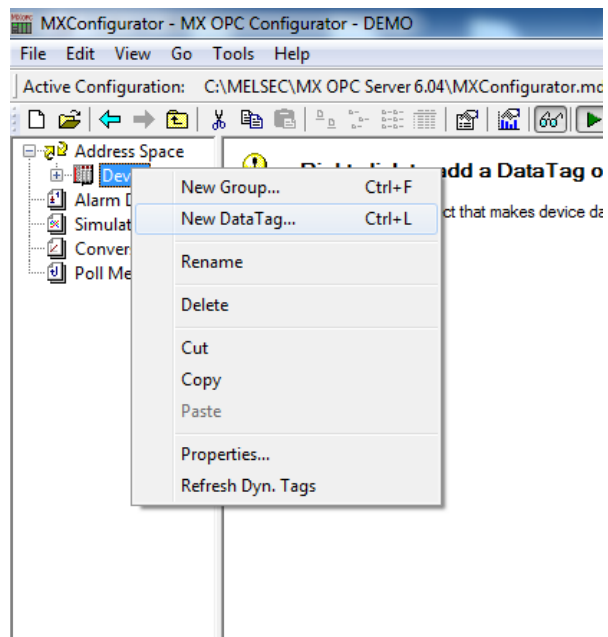 MXConfigurator - MX OPC Configurator - DEMO
File Edit View Go Tools Help
Active Configuration: C:\MELSEC\MX OPC Server 6.04\MXConfigurator.md
Address Space
Dev
Alarm D
Simulat
Conver
Poll Me
add a DataTag o
ct that makes device da
New Group... Ctrl+F
New DataTag... Ctrl+L
Rename
Delete
Cut
Copy
Paste
Properties...
Refresh Dyn. Tags